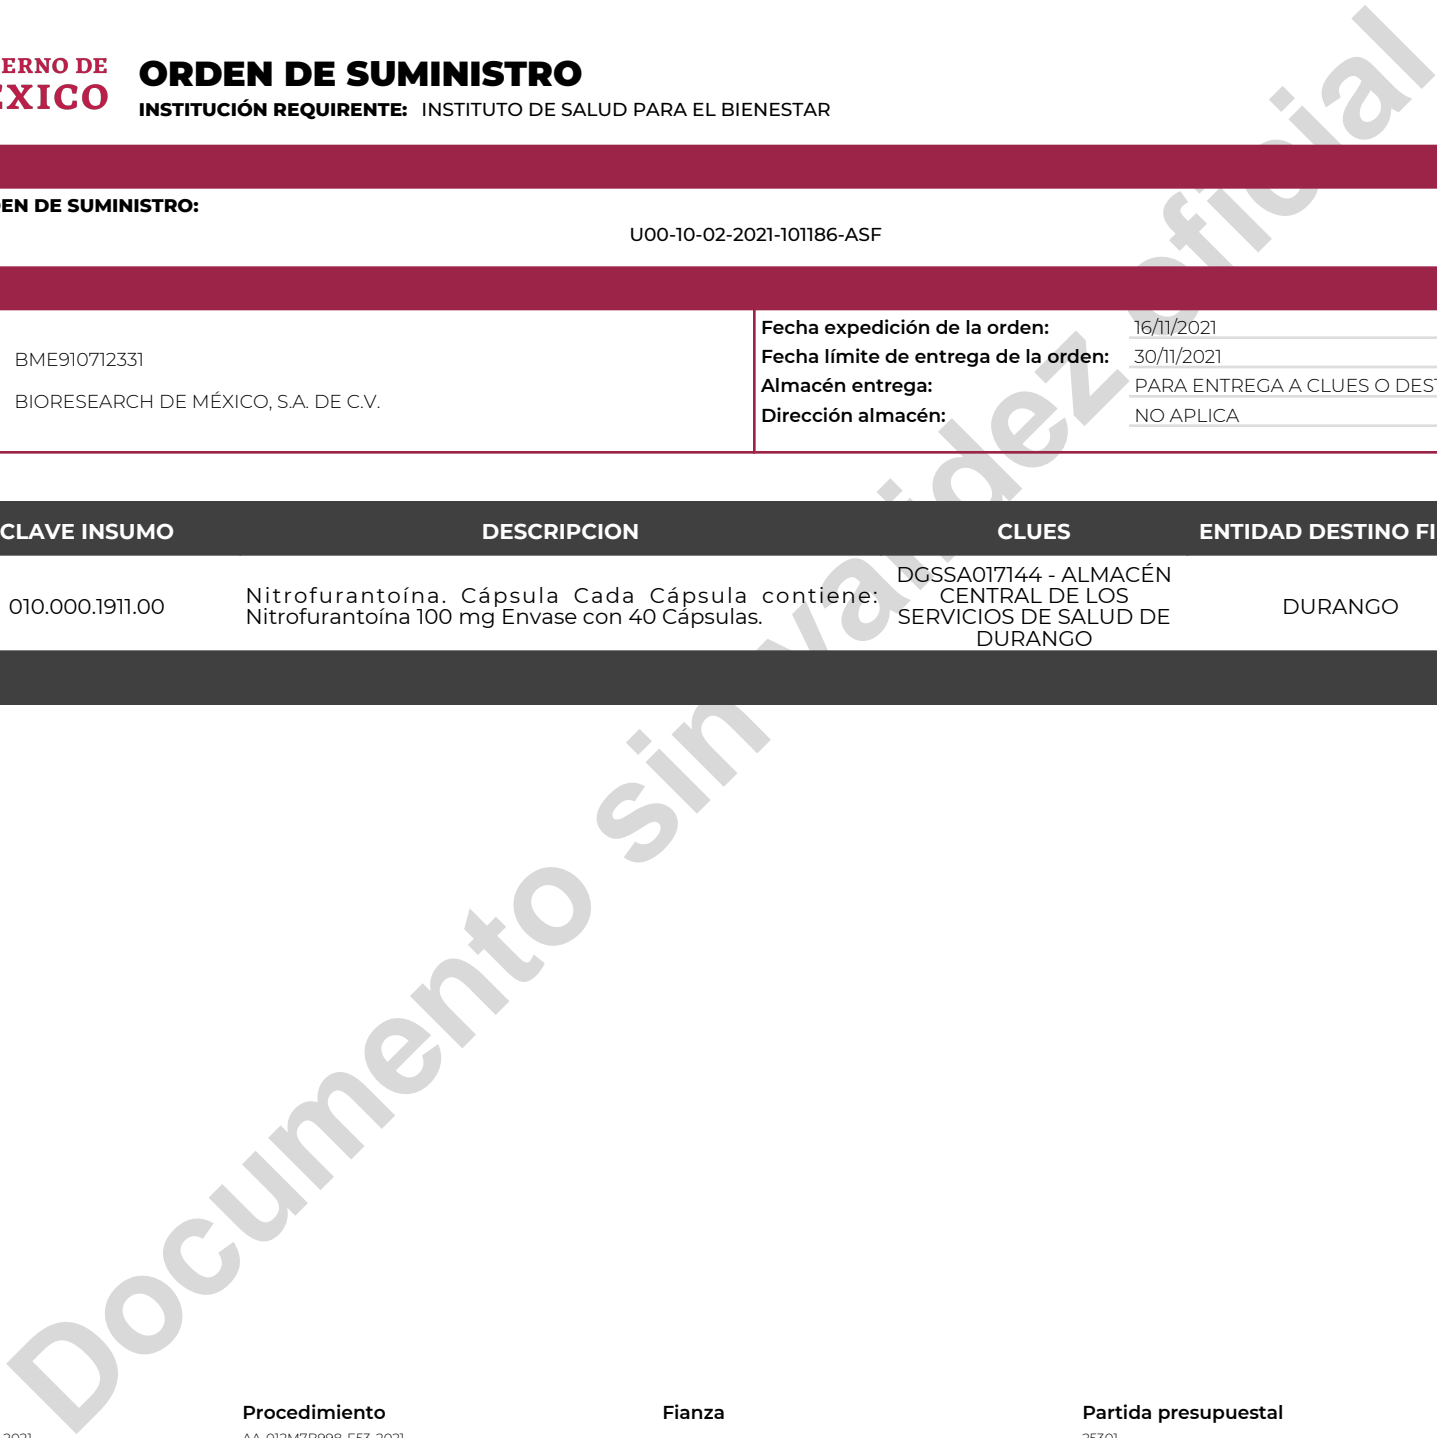 ERNO DE
ÉXICO
ORDEN DE SUMINISTRO
INSTITUCIÓN REQUIRENTE: INSTITUTO DE SALUD PARA EL BIENESTAR
EN DE SUMINISTRO:
U00-10-02-2021-101186-ASF
BME910712331
BIORESEARCH DE MÉXICO, S.A. DE C.V.
Fecha expedición de la orden: 16/11/2021
Fecha límite de entrega de la orden: 30/11/2021
Almacén entrega: PARA ENTREGA A CLUES O DEST
Dirección almacén: NO APLICA
CLAVE INSUMO DESCRIPCION CLUES ENTIDAD DESTINO FI
010.000.1911.00
Nitrofurantoína. Cápsula Cada Cápsula contiene:
Nitrofurantoína 100 mg Envase con 40 Cápsulas.
DGSSA017144 - ALMACÉN
CENTRAL DE LOS
SERVICIOS DE SALUD DE
DURANGO
DURANGO
Documento sin validez oficial
Procedimiento Fianza Partida presupuestal